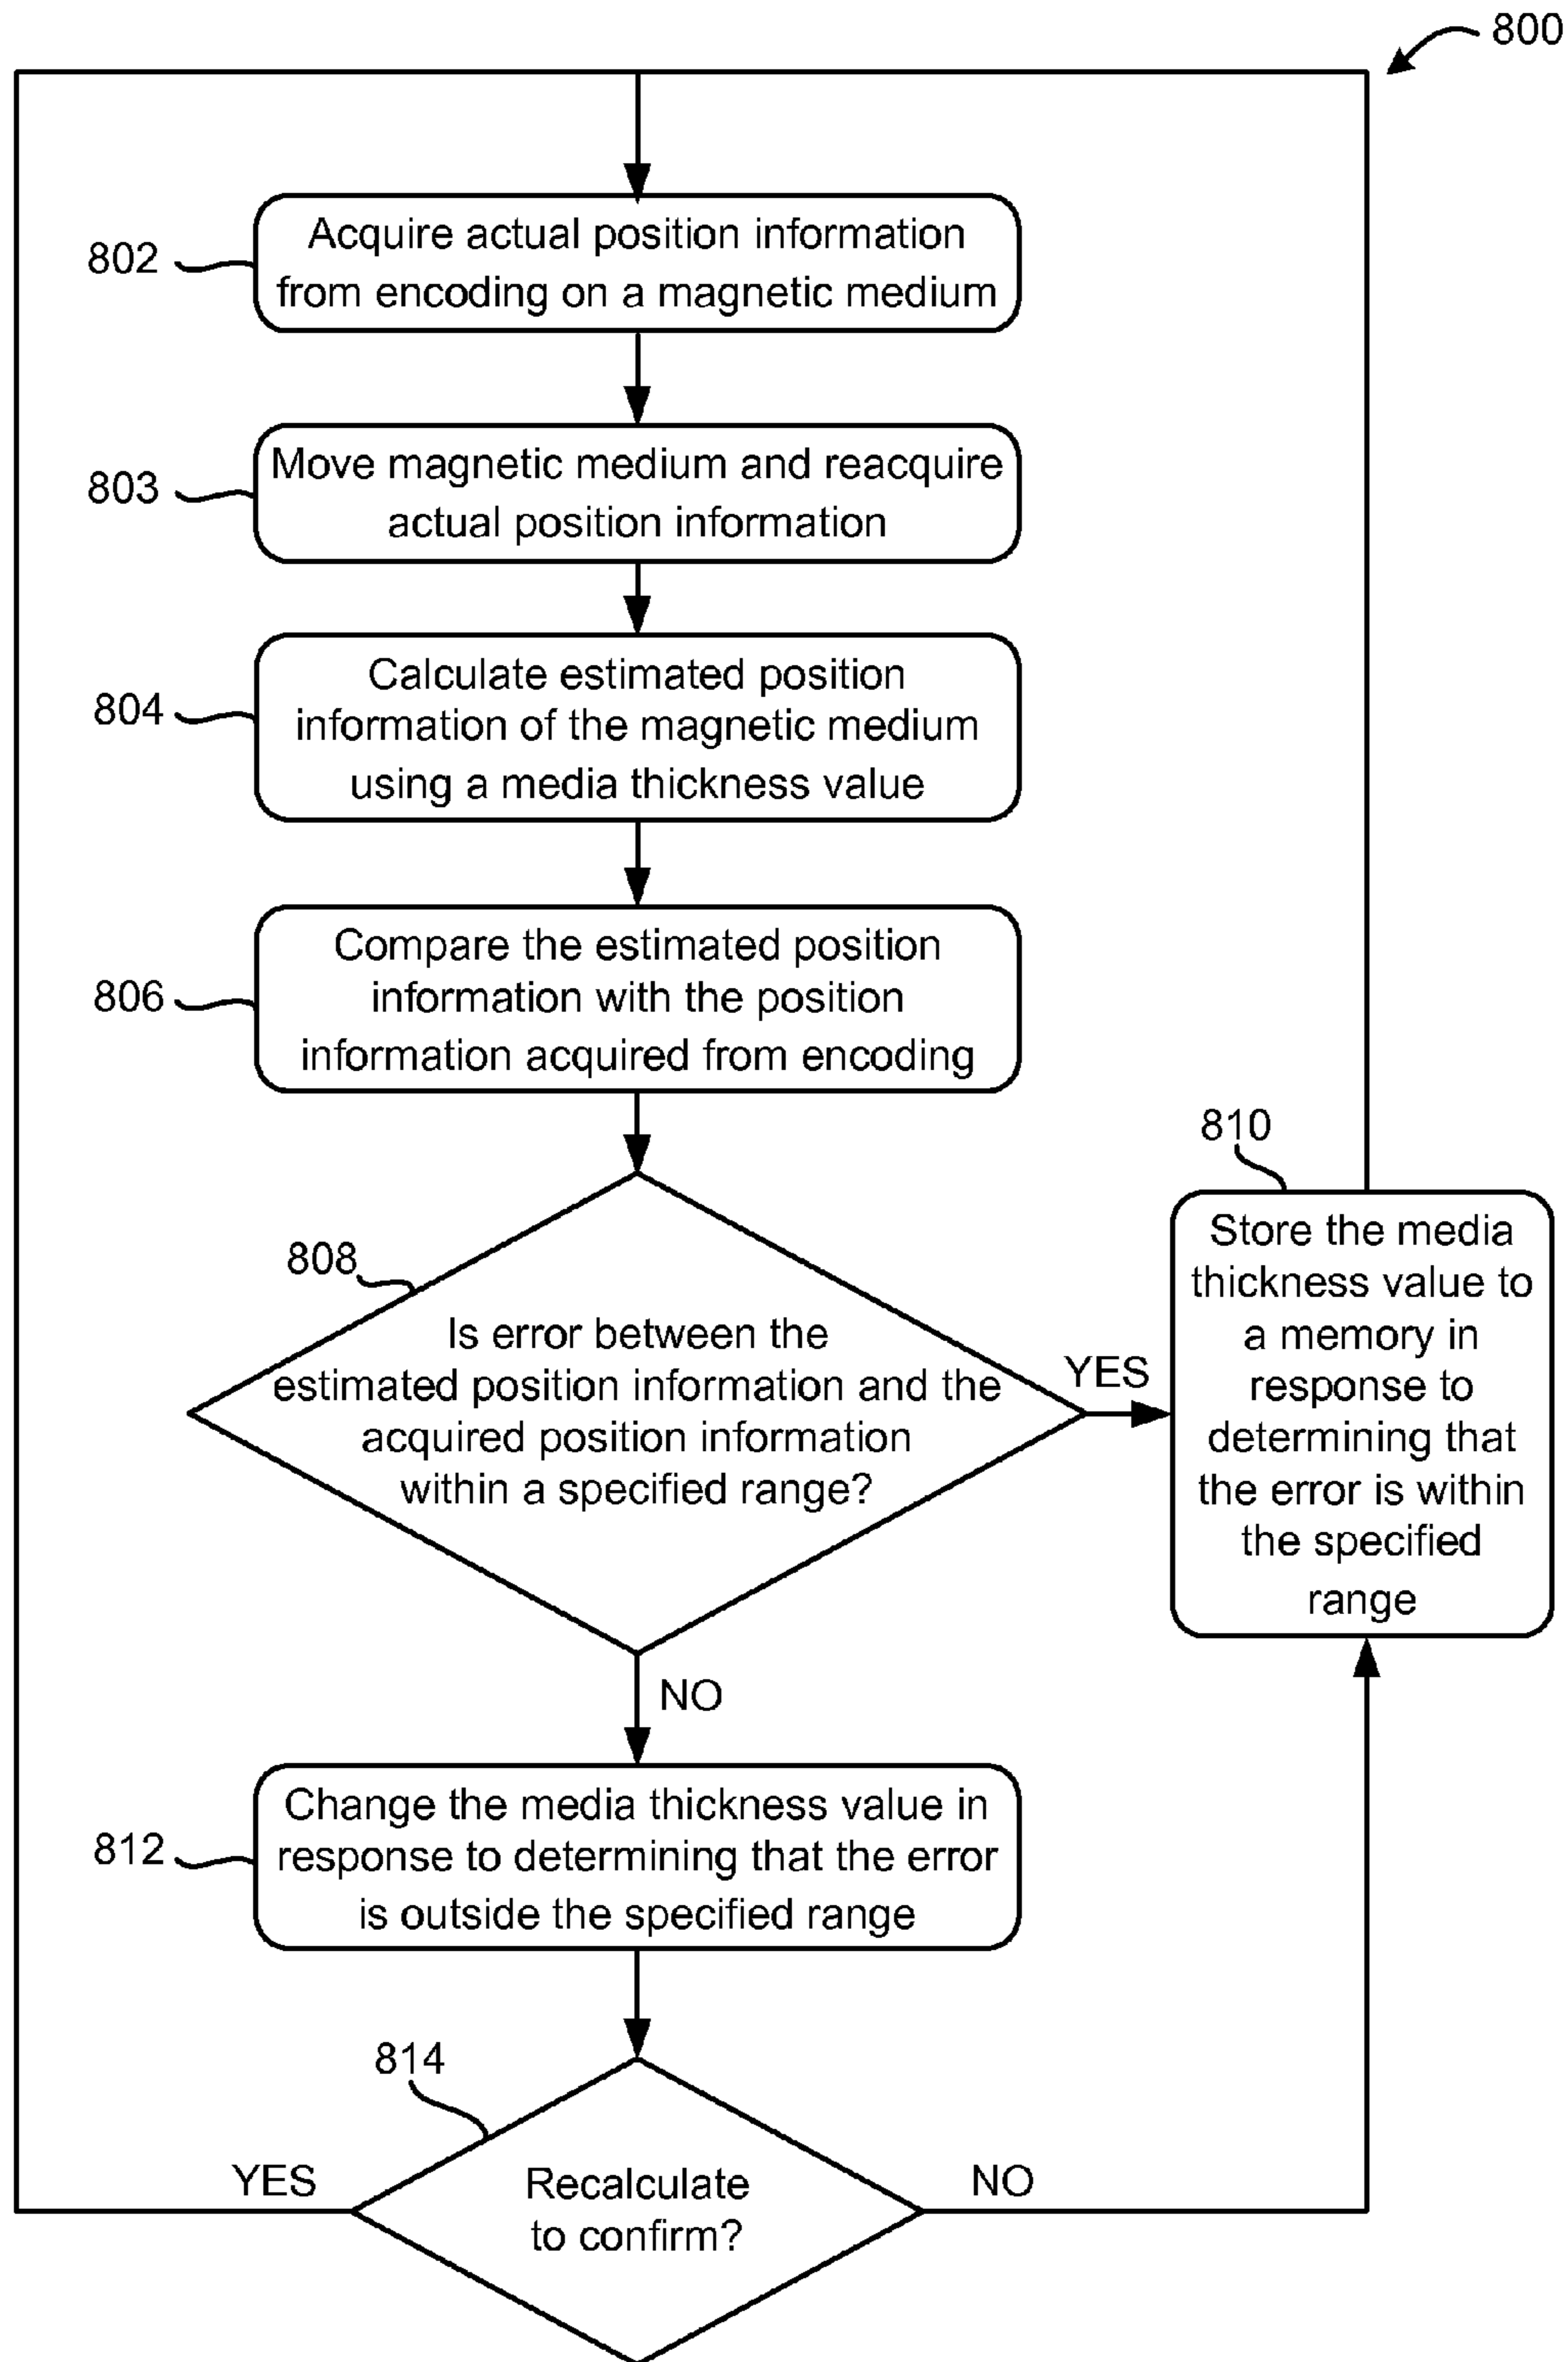 800
802
Acquire actual position information
from encoding on a magnetic medium
803
Move magnetic medium and reacquire
actual position information
804
Calculate estimated position
information of the magnetic medium
using a media thickness value
806
Compare the estimated position
information with the position
information acquired from encoding
808
Is error between the
estimated position information and the
acquired position information
within a specified range?
YES
810
Store the media
thickness value to
a memory in
response to
determining that
the error is within
the specified
range
NO
812
Change the media thickness value in
response to determining that the error
is outside the specified range
814
Recalculate
to confirm?
YES
NO